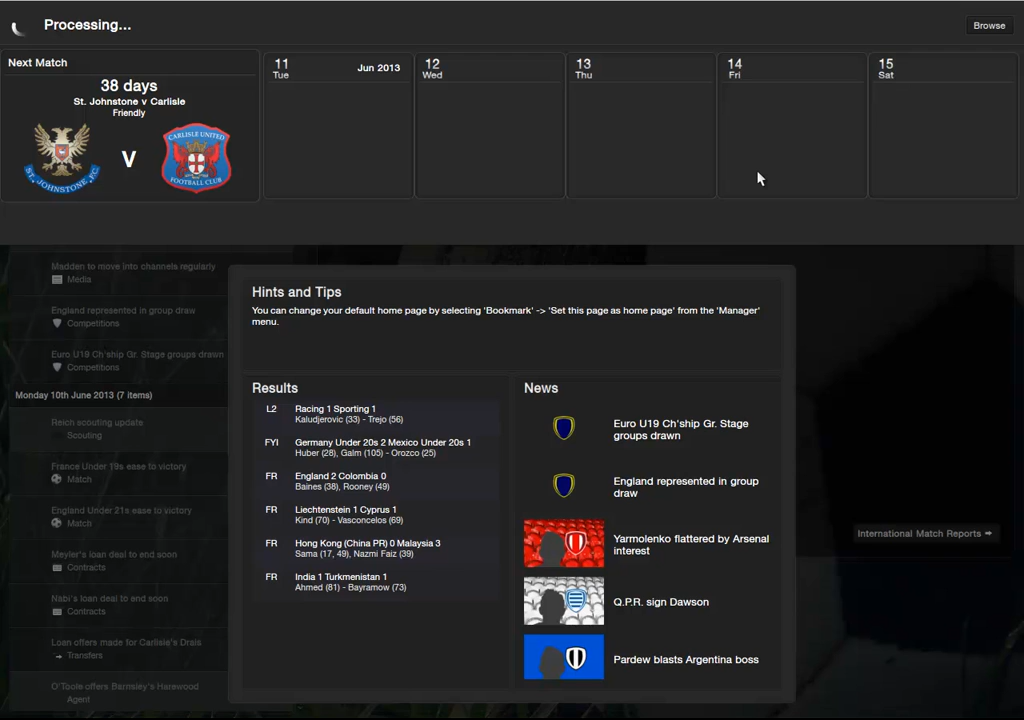 Processing...
Browse
Next Match
38 days
St. Johnstone v Carlisle
Friendly
V
ST. JOHNSTONE F.C.
CARLISLE UNITED
FOOTBALL CLUB
11
Tue
Jun 2013
12
Wed
13
Thu
14
Fri
15
Sat
Madden to move into channels regularly
Media
England represented in group draw
Competitions
Euro U19 Ch'ship Gr. Stage groups drawn
Competitions
Monday 10th June 2013 (7 items)
Reich scouting update
Scouting
France Under 19s ease to victory
Match
England Under 21s ease to victory
Match
Meyler's loan deal to end soon
Contracts
Nabi's loan deal to end soon
Contracts
Loan offers made for Carlisle's Drais
Transfers
O'Toole offers Barnsley's Harewood
Agent
Hints and Tips
You can change your default home page by selecting 'Bookmark' -> 'Set this page as home page' from the 'Manager'
menu.
Results
L2 Racing 1 Sporting 1
Kaludjerovic (33) - Trejo (56)
FYI Germany Under 20s 2 Mexico Under 20s 1
Huber (28), Galm (105) - Orozco (25)
FR England 2 Colombia 0
Baines (38), Rooney (49)
FR Liechtenstein 1 Cyprus 1
Kind (70) - Vasconcelos (69)
FR Hong Kong (China PR) 0 Malaysia 3
Sama (17, 49), Nazmi Faiz (39)
FR India 1 Turkmenistan 1
Ahmed (81) - Bayramow (73)
News
Euro U19 Ch'ship Gr. Stage
groups drawn
England represented in group
draw
Yarmolenko flattered by Arsenal
interest
Q.P.R. sign Dawson
Pardew blasts Argentina boss
International Match Reports